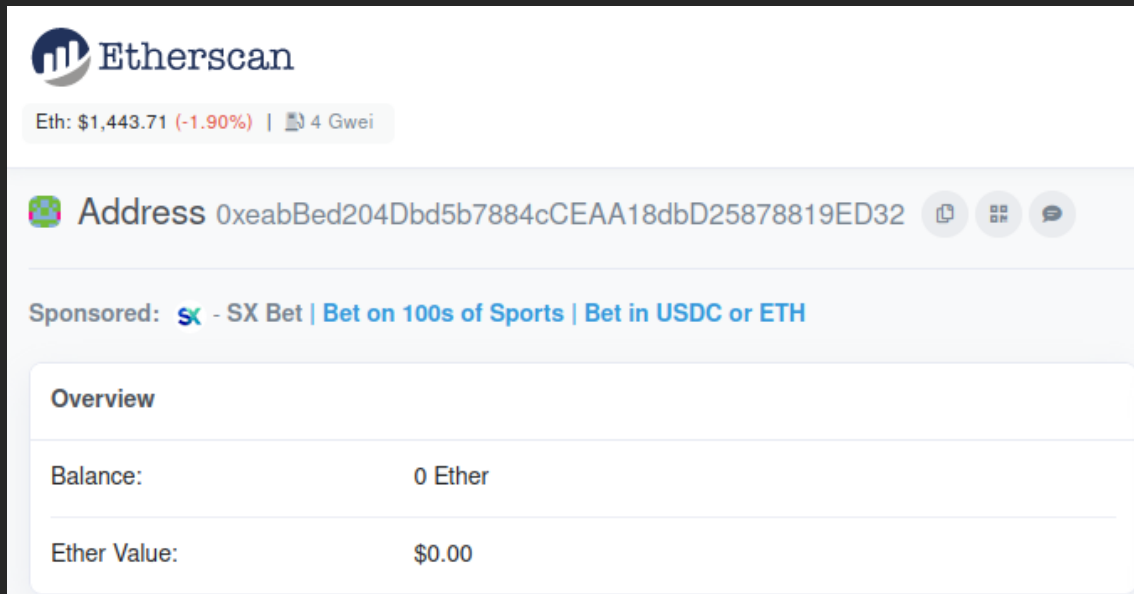 Etherscan
Eth: $1,443.71 (-1.90%) | 4 Gwei
Address 0xeabBed204Dbd5b7884cCEAA18dbD25878819ED32
Sponsored: SX - SX Bet | Bet on 100s of Sports | Bet in USDC or ETH
Overview
Balance: 0 Ether
Ether Value: $0.00